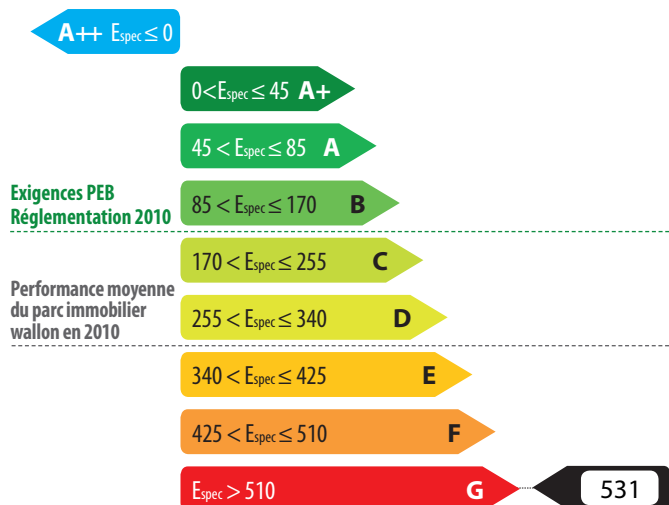 A++ Espec ≤ 0
0<Espec ≤ 45 A+
45 < Espec ≤ 85 A
Exigences PEB
Réglementation 2010
85 < Espec ≤ 170 B
170 < Espec ≤ 255 C
Performance moyenne
du parc immobilier
wallon en 2010
255 < Espec ≤ 340 D
340 < Espec ≤ 425 E
425 < Espec ≤ 510 F
Espec > 510 G 531